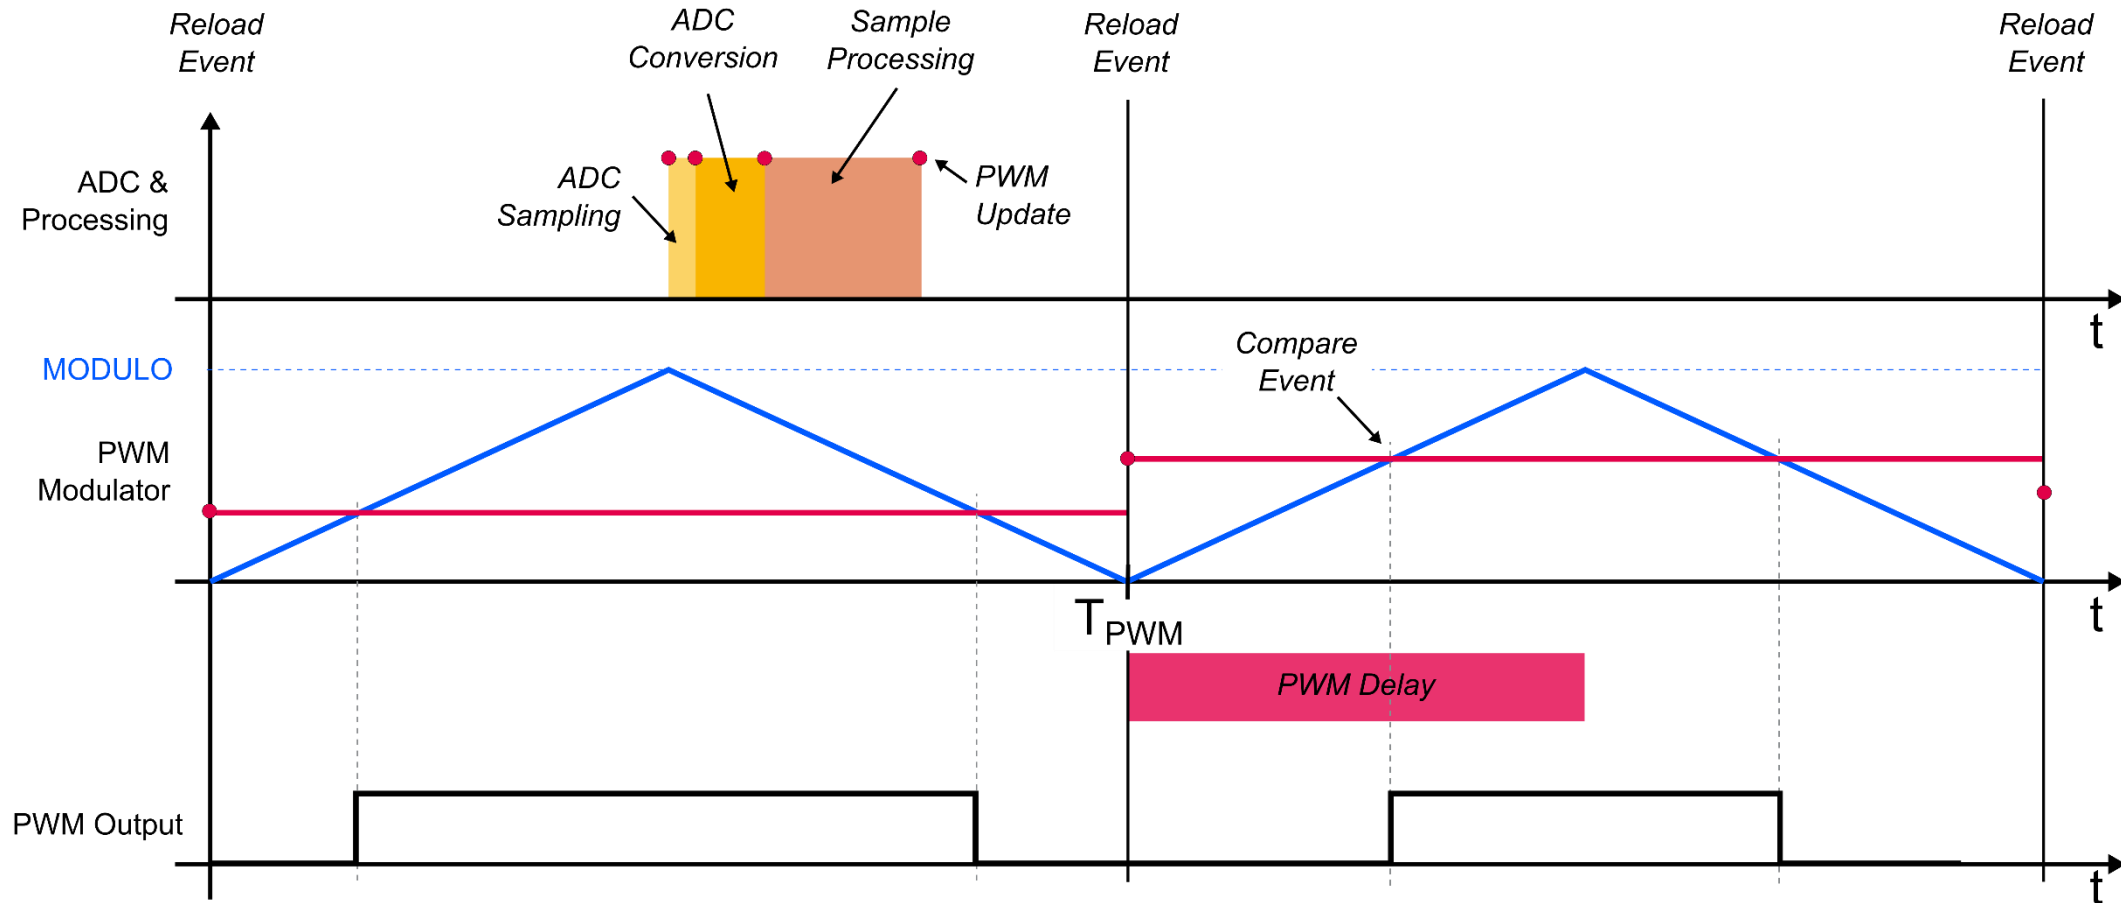 Reload
Event
ADC
Conversion
Sample
Processing
Reload
Event
Reload
Event
ADC &
Processing
ADC
Sampling
PWM
Update
t
MODULO
Compare
Event
PWM
Modulator
T PWM
t
PWM Delay
PWM Output
t